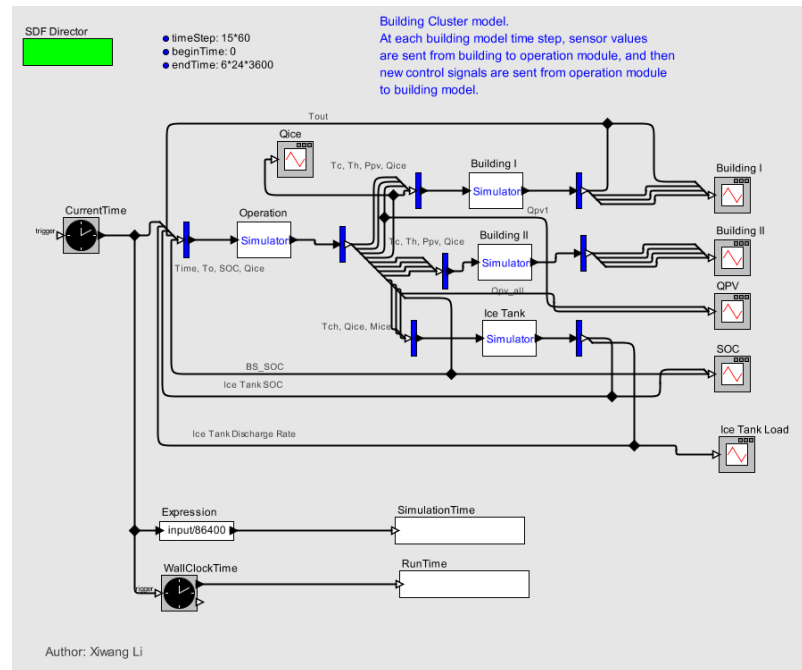 SDF Director
timeStep: 15*60
beginTime: 0
endTime: 6*24*3600
Building Cluster model.
At each building model time step, sensor values
are sent from building to operation module, and then
new control signals are sent from operation module
to building model.
Tout
Qice
Tc, Th, Ppv, Qice
Building I
Simulator
Building I
CurrentTime
trigger
Operation
Simulator
Time, To, SOC, Qice
Qpv1
Tc, Th, Ppv, Qice
Building II
Simulator
Building II
Qpv_all
QPV
Tch, Qice, Mice
Ice Tank
Simulator
SOC
BS_SOC
Ice Tank SOC
Ice Tank Discharge Rate
Ice Tank Load
Expression
input/86400
SimulationTime
WallClockTime
trigger
RunTime
Author: Xiwang Li